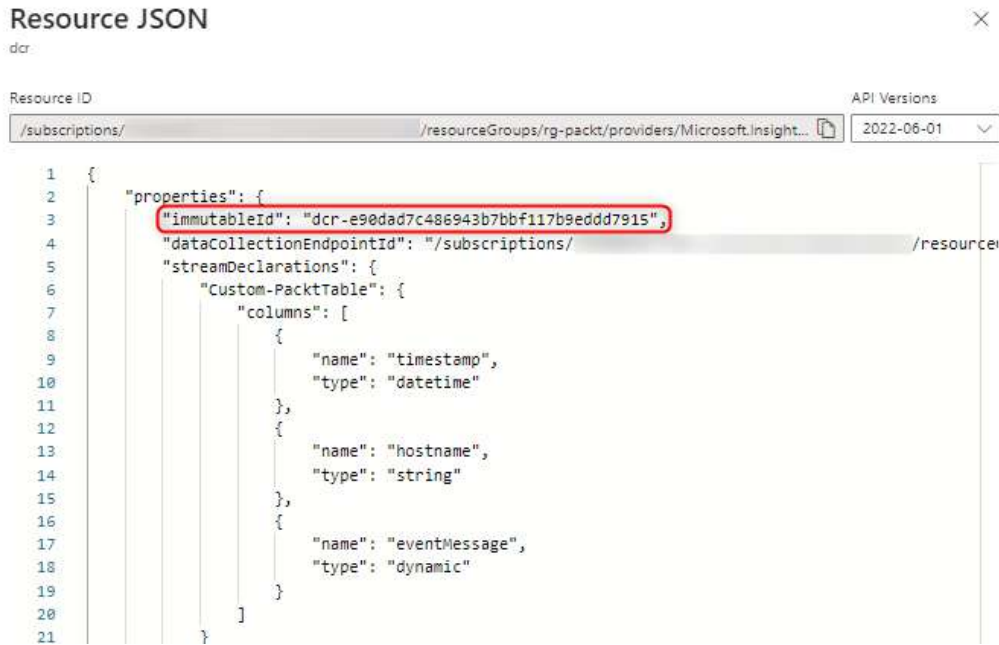 Resource JSON
dcr
Resource ID
API Versions
/subscriptions/ /resourceGroups/rg-packt/providers/Microsoft.Insight...
2022-06-01
1 {
2 "properties": {
3 "immutableId": "dcr-e90dad7c486943b7bbf117b9eddd7915",
4 "dataCollectionEndpointId": "/subscriptions/ /resource
5 "streamDeclarations": {
6 "Custom-PacktTable": {
7 "columns": [
8 {
9 "name": "timestamp",
10 "type": "datetime"
11 },
12 {
13 "name": "hostname",
14 "type": "string"
15 },
16 {
17 "name": "eventMessage",
18 "type": "dynamic"
19 }
20 ]
21 }